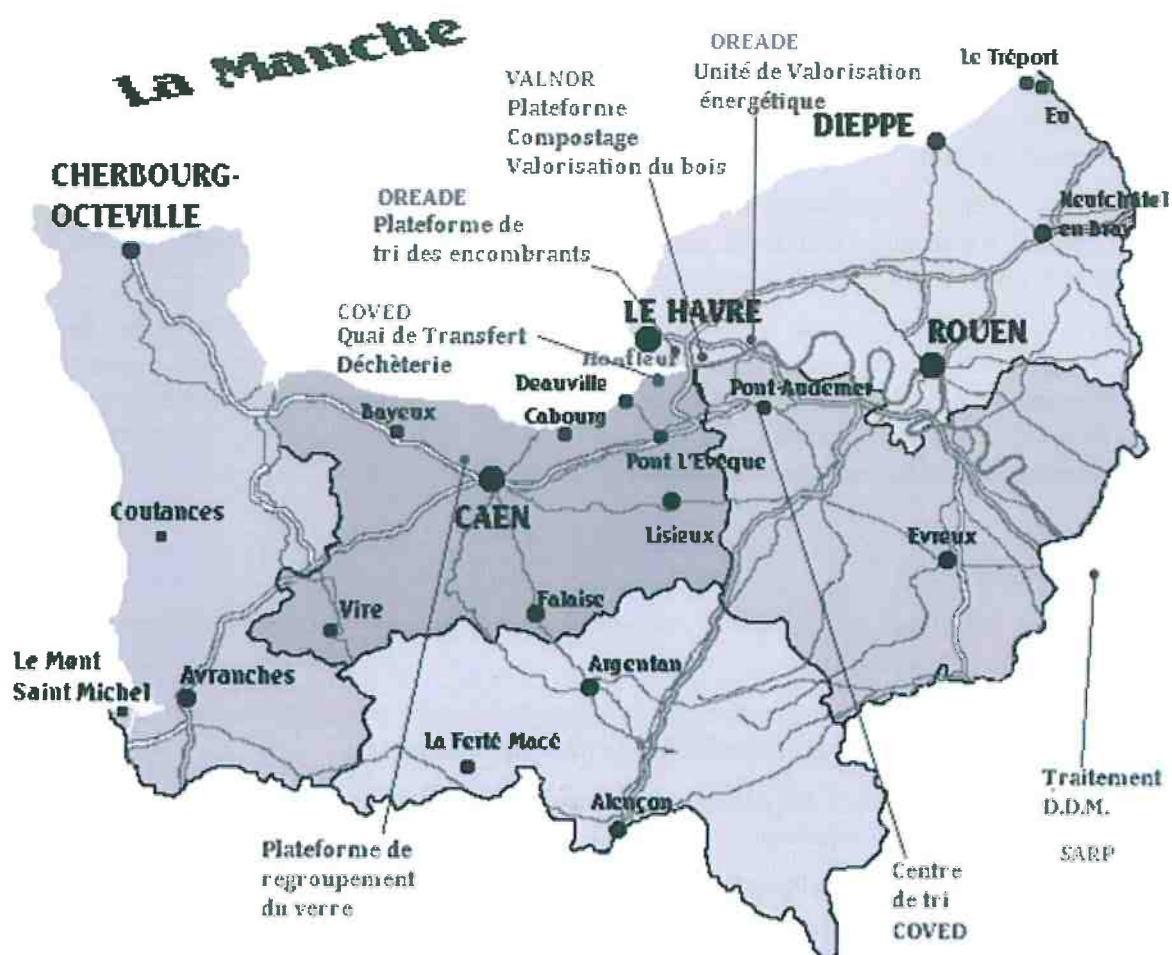 La Manche
OREADE
Unité de Valorisation
énergétique
Le Tréport
Eu
VALNOR
Plateforme
Compostage
Valorisation du bois
DIEPPE
CHERBOURG-
OCTEVILLE
OREADE
Plateforme de
tri des encombrants
Neufchâtel
en Bray
LE HAVRE
COVED
Quai de Transfert
Déchèterie
Honfleur
ROUEN
Deauville
Pont Audemer
Cabourg
Bayeux
Pont l'Evêque
CAEN
Coutances
Lisieux
Evreux
Vire
Falaise
Le Mont
Saint Michel
Avranches
Argentan
La Ferté Macé
Alençon
Traitement
D.D.M.
SARP
Plateforme de
regroupement
du verre
Centre
de tri
COVED